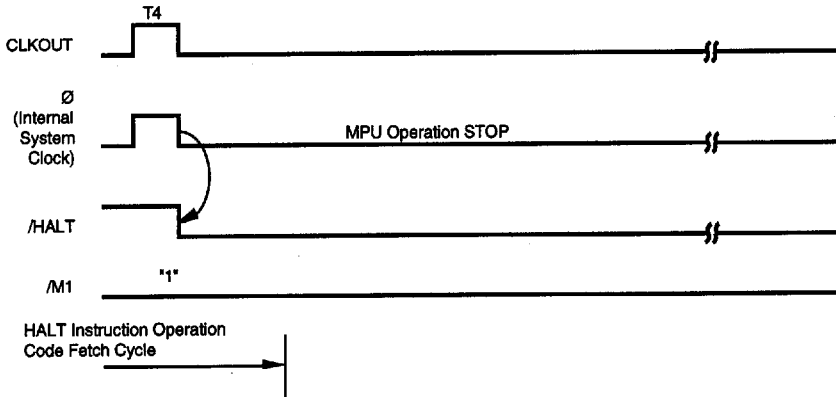 T4
CLKOUT
Ø
(Internal
System
Clock)
MPU Operation STOP
/HALT
"1"
/M1
HALT Instruction Operation
Code Fetch Cycle